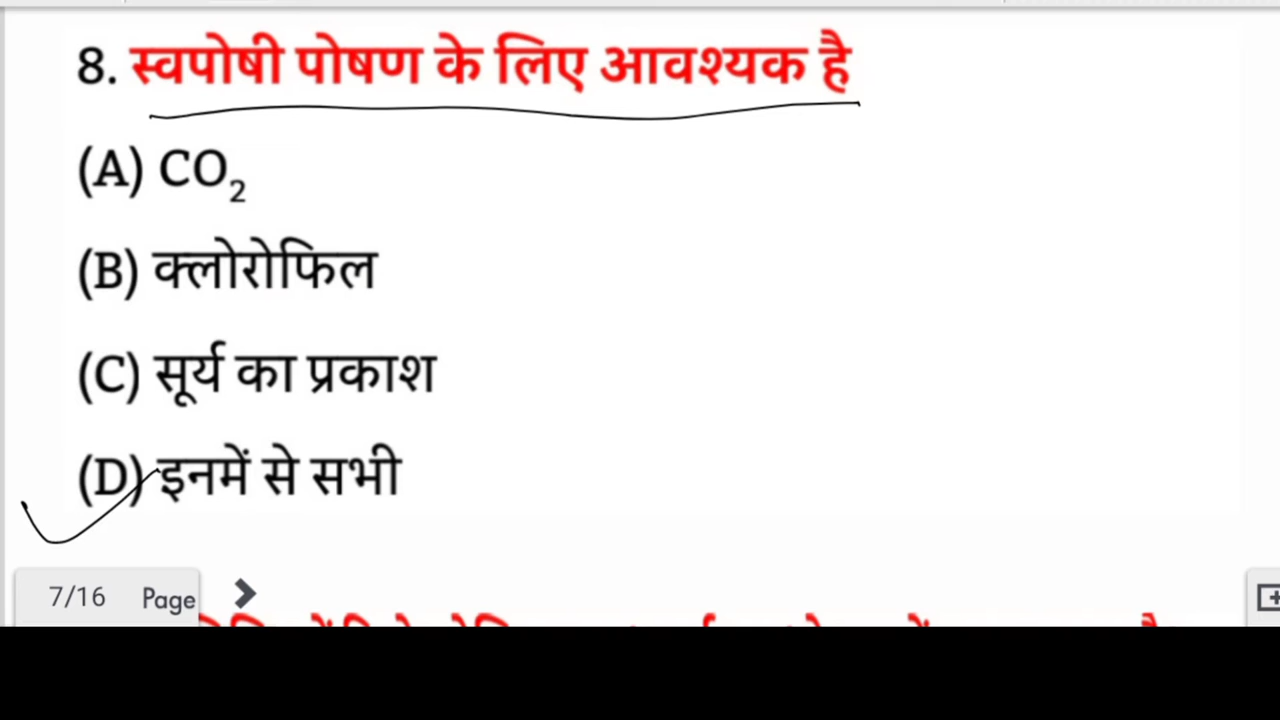 8. स्वपोषी पोषण के लिए आवश्यक है
(A) CO₂
(B) क्लोरोफिल
(C) सूर्य का प्रकाश
(D) इनमें से सभी
7/16 Page